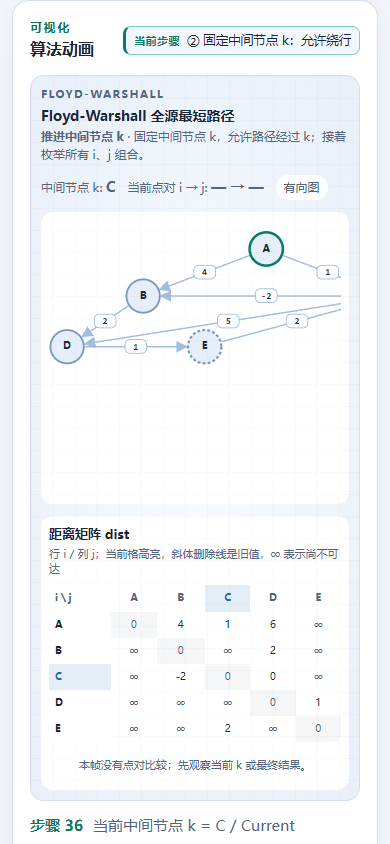 可视化
算法动画
当前步骤 ② 固定中间节点 k：允许绕行
FLOYD-WARSHALL
Floyd-Warshall 全源最短路径
推进中间节点 k · 固定中间节点 k，允许路径经过 k；接着
枚举所有 i、j 组合。
中间节点 k: C 当前点对 i → j: — → — 有向图
A
4
1
B
-2
2
5
2
D
1
E
距离矩阵 dist
行 i / 列 j；当前格高亮，斜体删除线是旧值，∞ 表示尚不可
达
i \ j A B C D E
A 0 4 1 6 ∞
B ∞ 0 ∞ 2 ∞
C ∞ -2 0 0 ∞
D ∞ ∞ ∞ 0 1
E ∞ ∞ 2 ∞ 0
本帧没有点对比较；先观察当前 k 或最终结果。
步骤 36 当前中间节点 k = C / Current